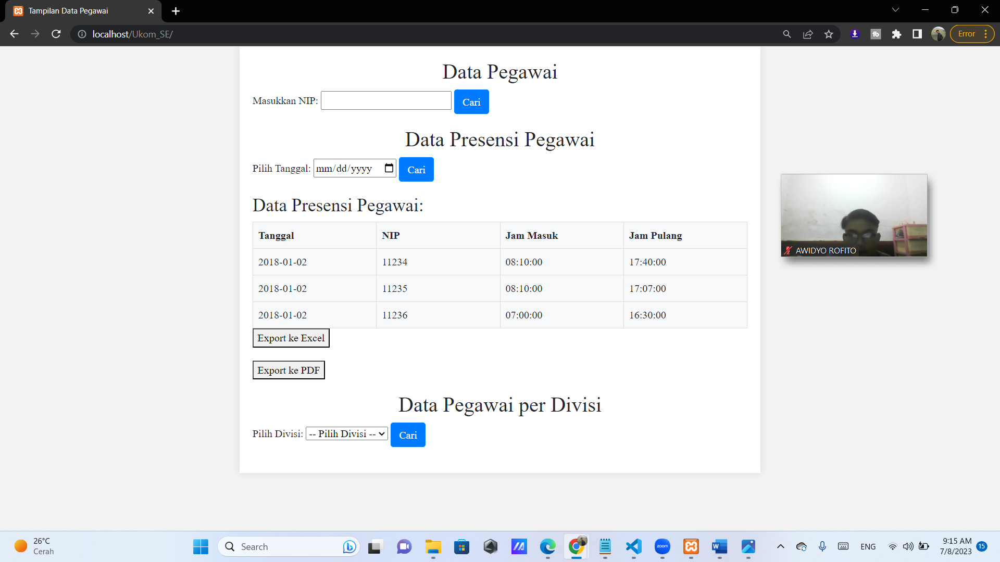 Tampilan Data Pegawai
localhost/Ukom_SE/
Error
Data Pegawai
Masukkan NIP: Cari
Data Presensi Pegawai
Pilih Tanggal: mm/dd/yyyy Cari
Data Presensi Pegawai:
Tanggal NIP Jam Masuk Jam Pulang
2018-01-02 11234 08:10:00 17:40:00
2018-01-02 11235 08:10:00 17:07:00
2018-01-02 11236 07:00:00 16:30:00
Export ke Excel
Export ke PDF
Data Pegawai per Divisi
Pilih Divisi: -- Pilih Divisi -- Cari
AWIDYO ROFITO
26°C
Cerah
Search
zoom
W
ENG
9:15 AM
7/8/2023
15